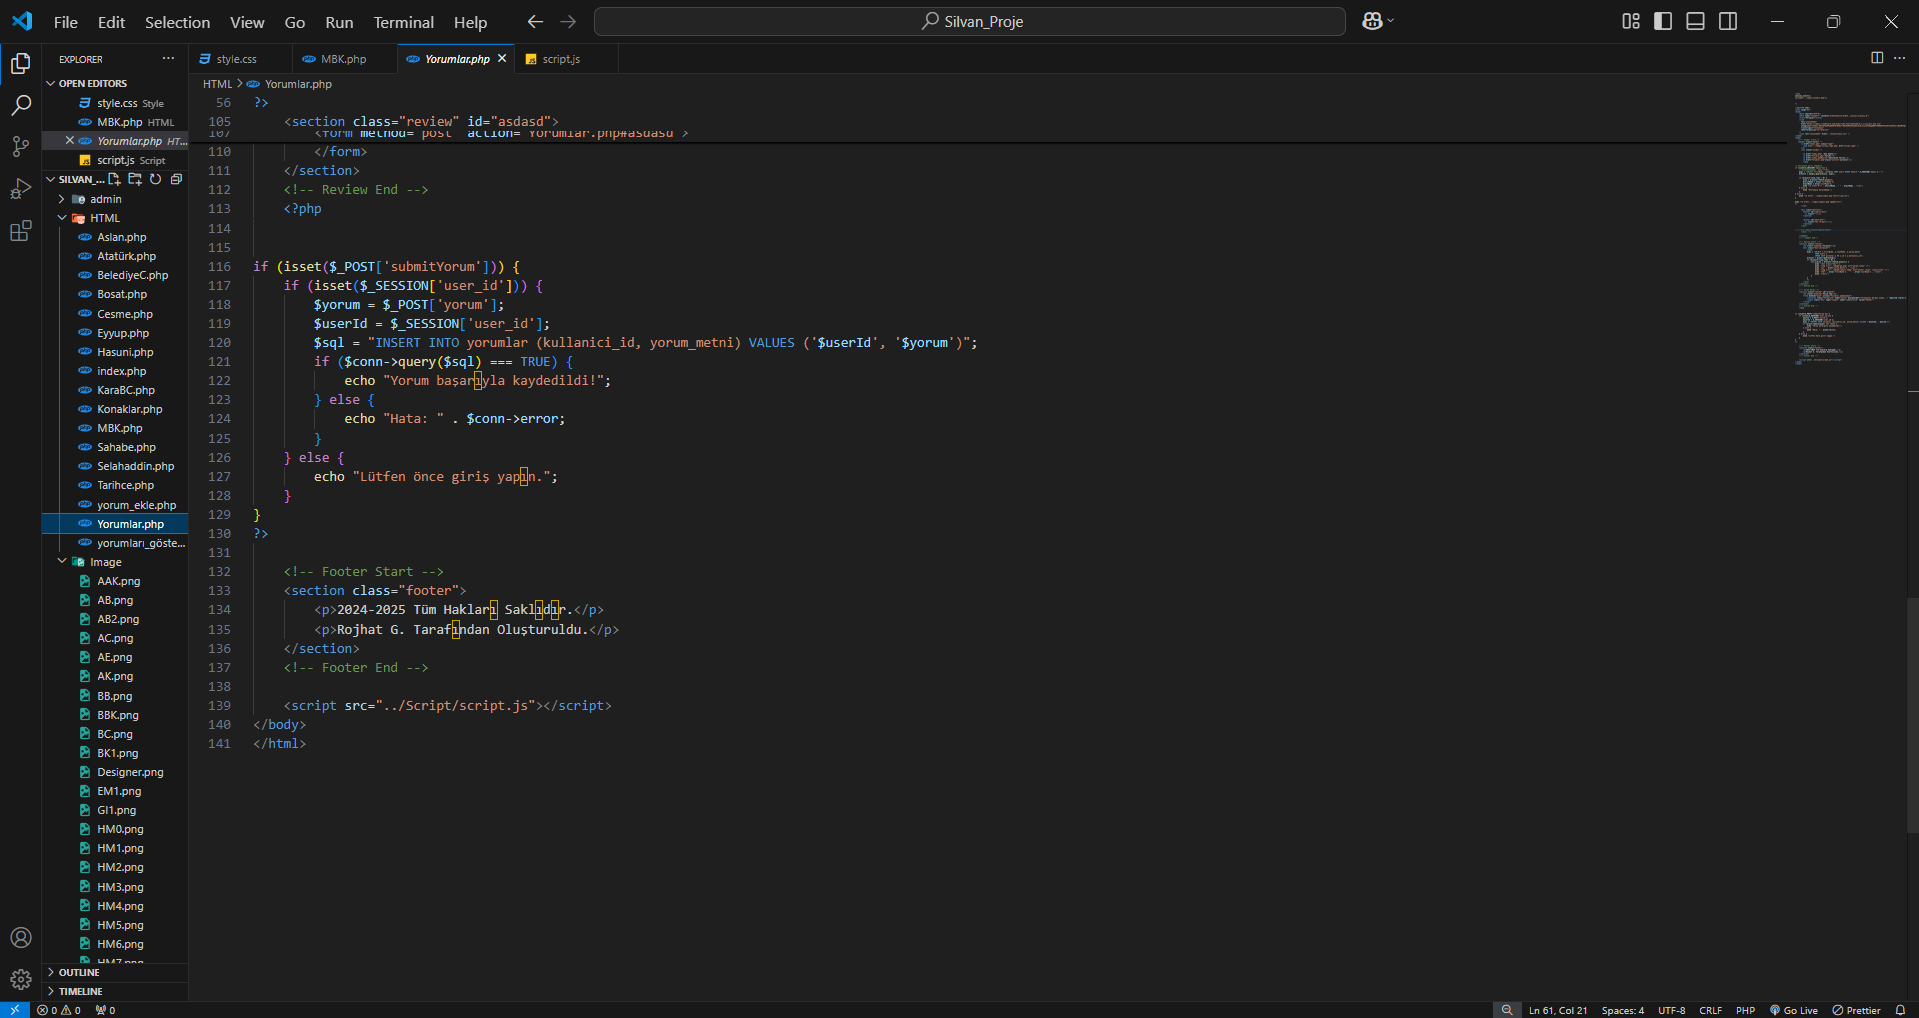 File Edit Selection View Go Run Terminal Help
Silvan_Proje
EXPLORER
style.css
MBK.php
Yorumlar.php
script.js
OPEN EDITORS
style.css Style
MBK.php HTML
Yorumlar.php HT...
script.js Script
SILVAN_...
admin
HTML
Aslan.php
Atatürk.php
BelediyeC.php
Bosat.php
Cesme.php
Eyyup.php
Hasuni.php
index.php
KaraBC.php
Konaklar.php
MBK.php
Sahabe.php
Selahaddin.php
Tarihce.php
yorum_ekle.php
Yorumlar.php
yorumları_göste...
Image
AAK.png
AB.png
AB2.png
AC.png
AE.png
AK.png
BB.png
BBK.png
BC.png
BK1.png
Designer.png
EM1.png
GI1.png
HM0.png
HM1.png
HM2.png
HM3.png
HM4.png
HM5.png
HM6.png
HM7.png
OUTLINE
TIMELINE
HTML > Yorumlar.php
56 ?>
105 <section class="review" id="asdasd">
107 <form method="post" action="Yorumlar.php#asdasd">
110 </form>
111 </section>
112 <!-- Review End -->
113 <?php
114
115
116 if (isset($_POST['submitYorum'])) {
117 if (isset($_SESSION['user_id'])) {
118 $yorum = $_POST['yorum'];
119 $userId = $_SESSION['user_id'];
120 $sql = "INSERT INTO yorumlar (kullanici_id, yorum_metni) VALUES ('$userId', '$yorum')";
121 if ($conn->query($sql) === TRUE) {
122 echo "Yorum başarıyla kaydedildi!";
123 } else {
124 echo "Hata: " . $conn->error;
125 }
126 } else {
127 echo "Lütfen önce giriş yapın.";
128 }
129 }
130 ?>
131
132 <!-- Footer Start -->
133 <section class="footer">
134 <p>2024-2025 Tüm Hakları Saklıdır.</p>
135 <p>Rojhat G. Tarafından Oluşturuldu.</p>
136 </section>
137 <!-- Footer End -->
138
139 <script src="../Script/script.js"></script>
140 </body>
141 </html>
0 0 0
Ln 61, Col 21 Spaces: 4 UTF-8 CRLF PHP Go Live Prettier